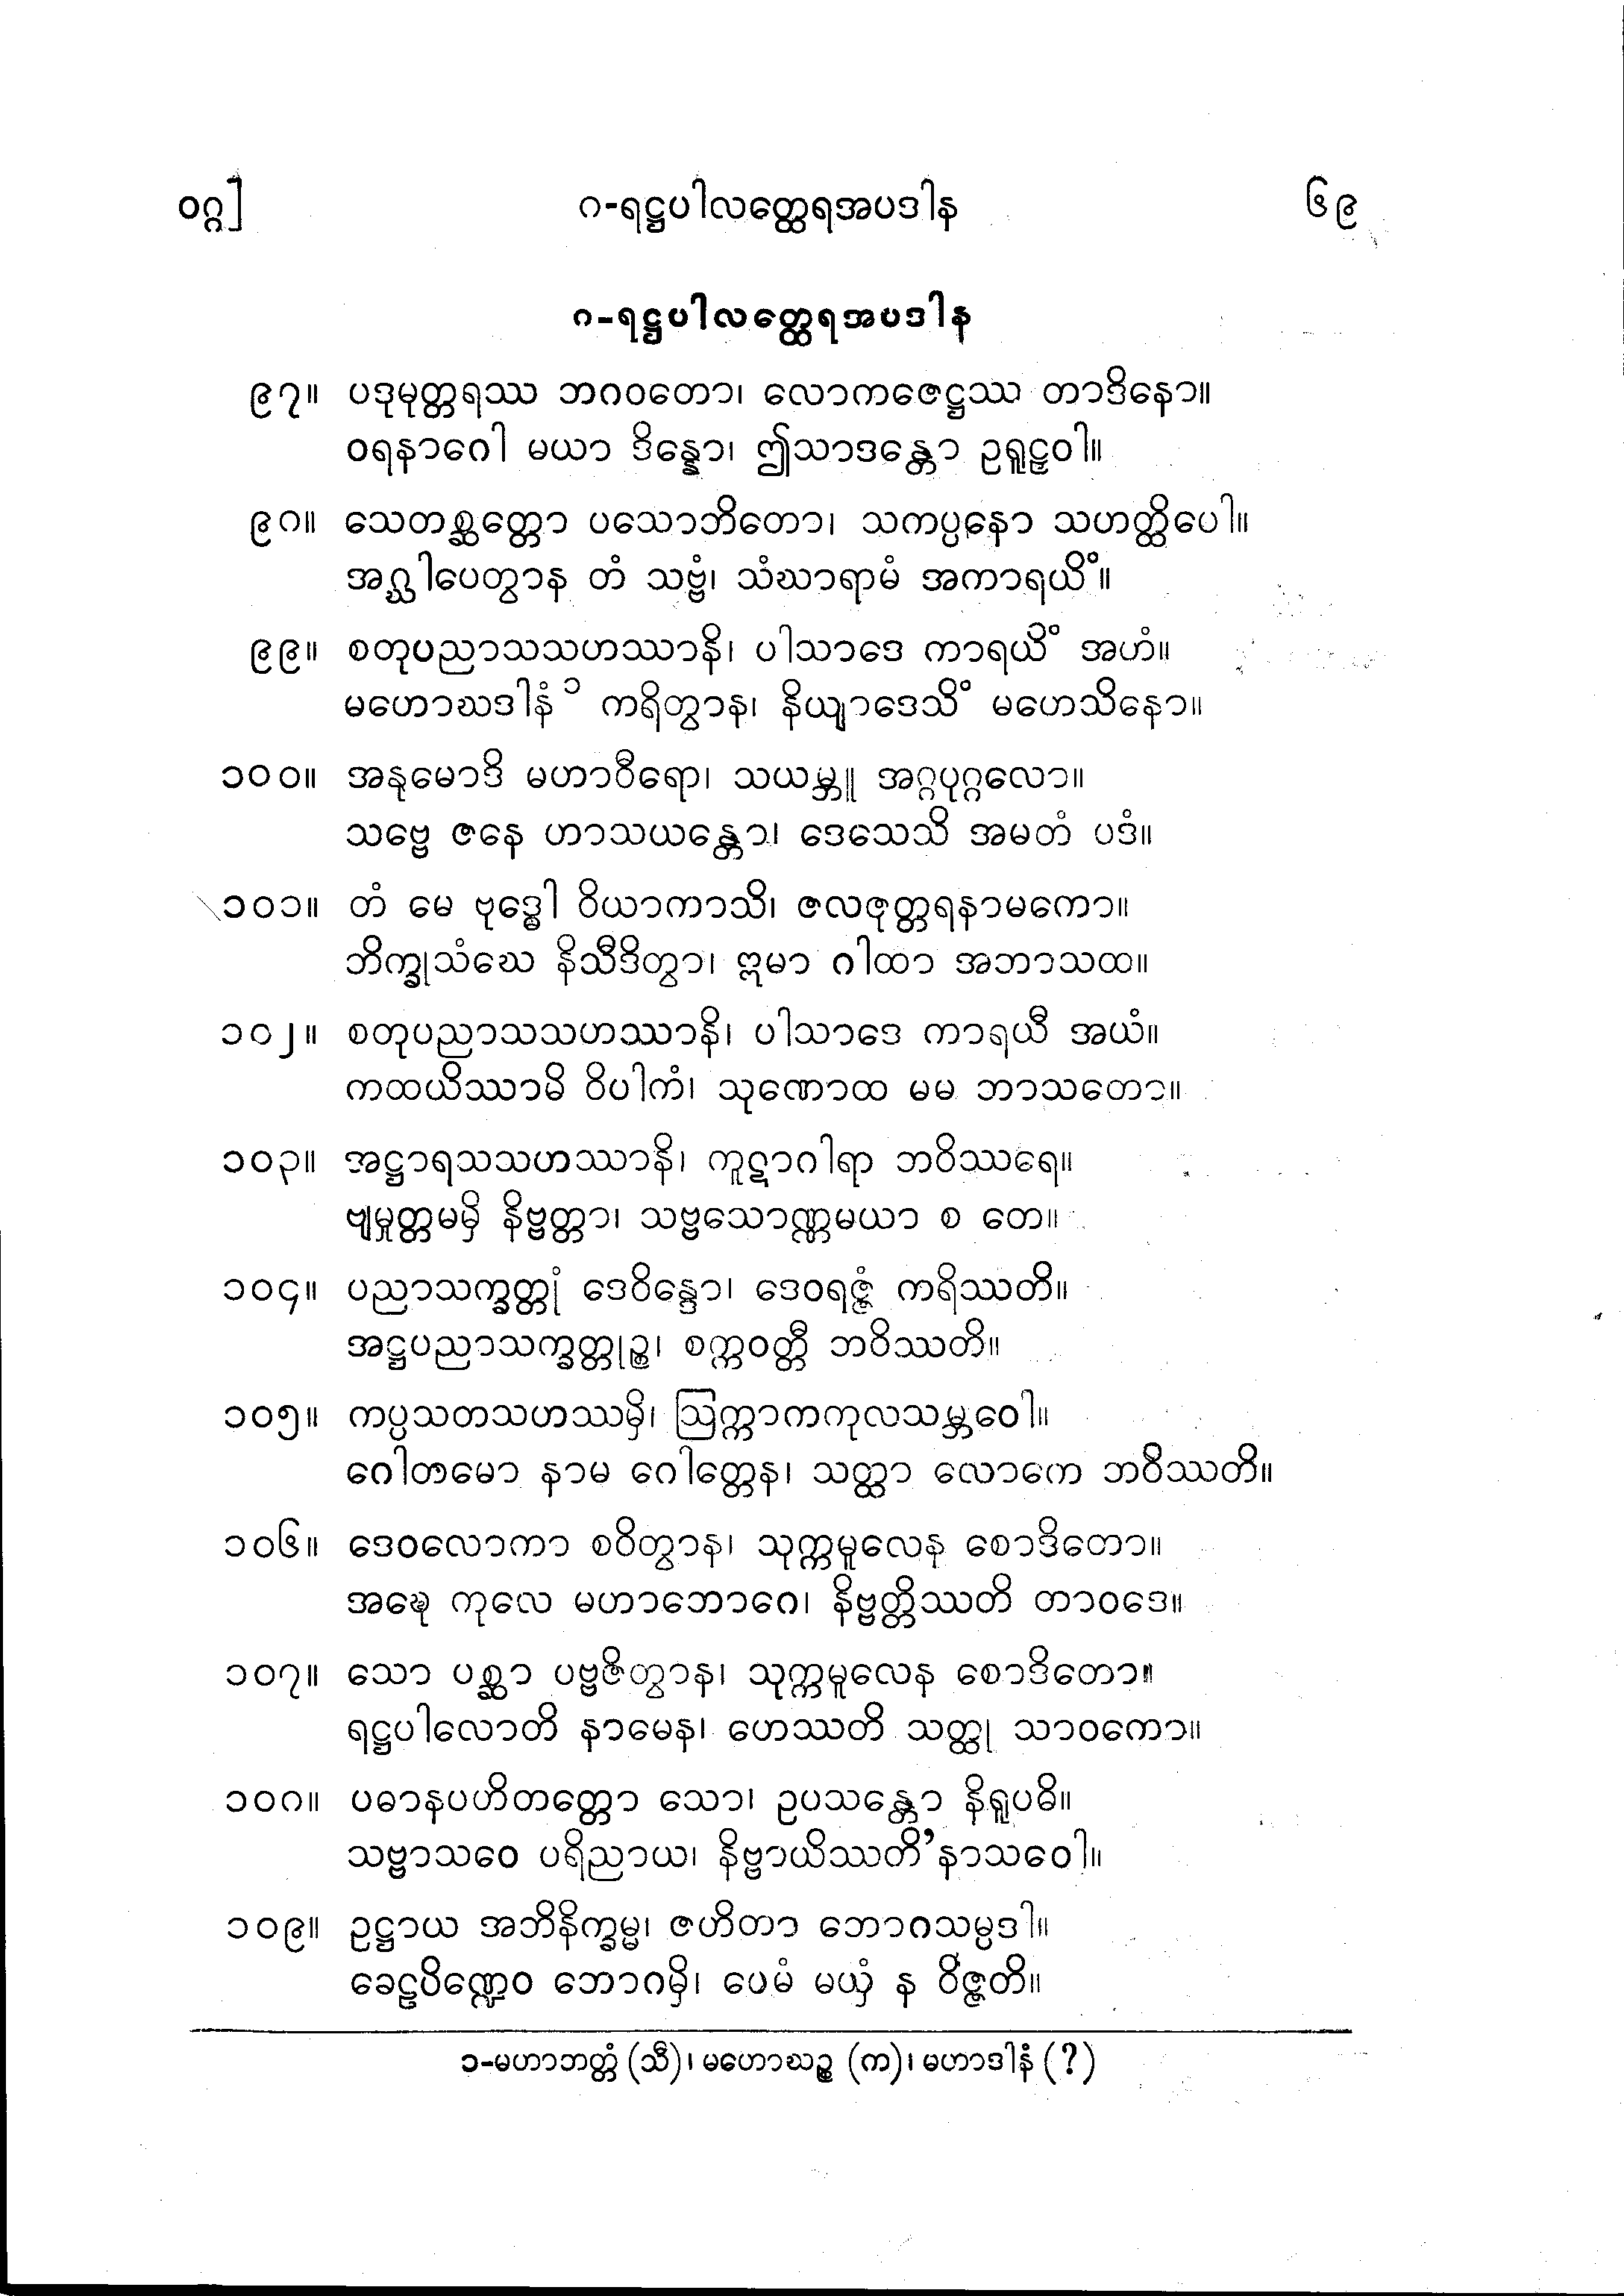 ဝဂ္ဂ] ၈-ရဋ္ဌပါလတ္ထေရအပဒါန ၆၉
၈-ရဋ္ဌပါလတ္ထေရအပဒါန
၉၇။ ပဒုမုတ္တရဿ ဘဂဝတော၊ လောကဇေဋ္ဌဿ တာဒိနော။
ဝရနာဂေါ မယာ ဒိန္နော၊ ဤသာဒန္တော ဥရူဠှဝါ။
၉၈။ သေတစ္ဆတ္တော ပသောဘိတော၊ သကပ္ပနော သဟတ္ထိပေါ။
အဂ္ဃါပေတွာန တံ သဗ္ဗံ၊ သံဃာရာမံ အကာရယိံ။
၉၉။ စတုပညာသသဟဿာနိ၊ ပါသာဒေ ကာရယိံ အဟံ။
မဟောဃဒါနံ ၁ ကရိတွာန၊ နိယျာဒေသိံ မဟေသိနော။
၁၀၀။ အနုမောဒိ မဟာဝီရော၊ သယမ္ဘူ အဂ္ဂပုဂ္ဂလော။
သဗ္ဗေ ဇနေ ဟာသယန္တော၊ ဒေသေသိ အမတံ ပဒံ။
၁၀၁။ တံ မေ ဗုဒ္ဓေါ ဝိယာကာသိ၊ ဇလဇုတ္တရနာမကော။
ဘိက္ခုသံဃေ နိသီဒိတွာ၊ ဣမာ ဂါထာ အဘာသထ။
၁၀၂။ စတုပညာသသဟဿာနိ၊ ပါသာဒေ ကာရယီ အယံ။
ကထယိဿာမိ ဝိပါကံ၊ သုဏောထ မမ ဘာသတော။
၁၀၃။ အဋ္ဌာရသသဟဿာနိ၊ ကူဋာဂါရာ ဘဝိဿရေ။
ဗျမှုတ္တမမှိ နိဗ္ဗတ္တာ၊ သဗ္ဗသောဏ္ဏမယာ စ တေ။
၁၀၄။ ပညာသက္ခတ္တုံ ဒေဝိန္ဒော၊ ဒေဝရဇ္ဇံ ကရိဿတိ။
အဋ္ဌပညာသက္ခတ္တုဉ္စ၊ စက္ကဝတ္တီ ဘဝိဿတိ။
၁၀၅။ ကပ္ပသတသဟဿမှိ၊ ဩက္ကာကကုလသမ္ဘဝေါ။
ဂေါတမော နာမ ဂေါတ္တေန၊ သတ္ထာ လောကေ ဘဝိဿတိ။
၁၀၆။ ဒေဝလောကာ စဝိတွာန၊ သုက္ကမူလေန စောဒိတော။
အဍ္ဎေ ကုလေ မဟာဘောဂေ၊ နိဗ္ဗတ္တိဿတိ တာဝဒေ။
၁၀၇။ သော ပစ္ဆာ ပဗ္ဗဇိတွာန၊ သုက္ကမူလေန စောဒိတော။
ရဋ္ဌပါလောတိ နာမေန၊ ဟေဿတိ သတ္ထု သာဝကော။
၁၀၈။ ပဓာနပဟိတတ္တော သော၊ ဥပသန္တော နိရူပဓိ။
သဗ္ဗာသဝေ ပရိညာယ၊ နိဗ္ဗာယိဿတိ’နာသဝေါ။
၁၀၉။ ဥဋ္ဌာယ အဘိနိက္ခမ္မ၊ ဇဟိတာ ဘောဂသမ္ပဒါ။
ခေဠပိဏ္ဍေဝ ဘောဂမှိ၊ ပေမံ မယှံ န ဝိဇ္ဇတိ။
၁-မဟာဘတ္တံ (သီ)၊ မဟောဃဉ္စ (က)၊ မဟာဒါနံ (?)